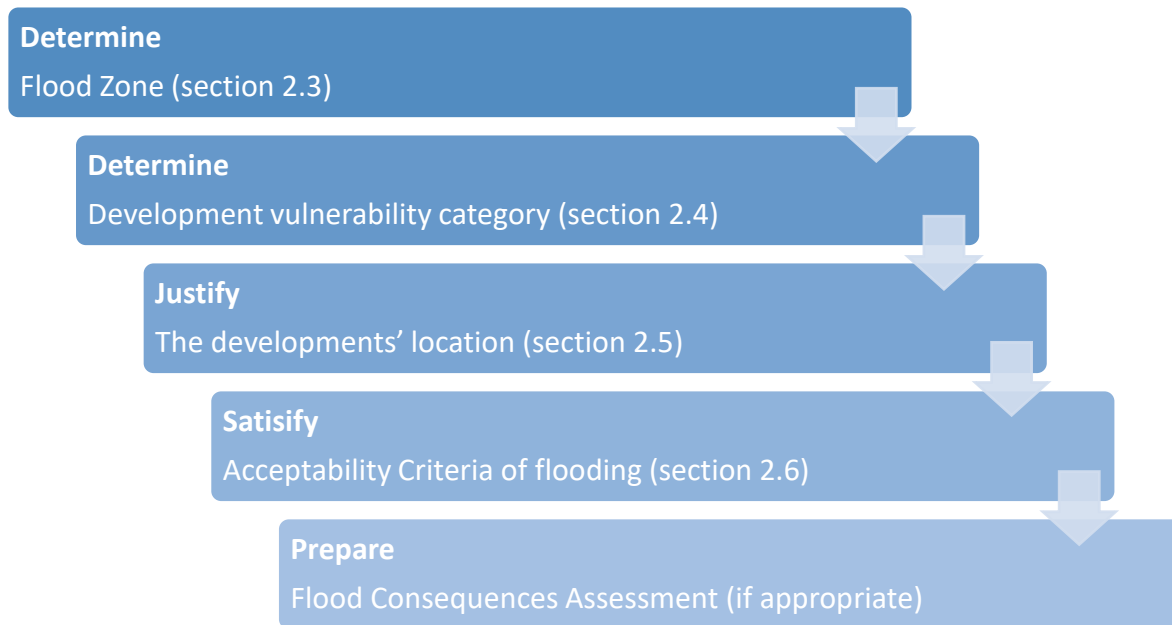 Determine
Flood Zone (section 2.3)
Determine
Development vulnerability category (section 2.4)
Justify
The developments’ location (section 2.5)
Satisify
Acceptability Criteria of flooding (section 2.6)
Prepare
Flood Consequences Assessment (if appropriate)